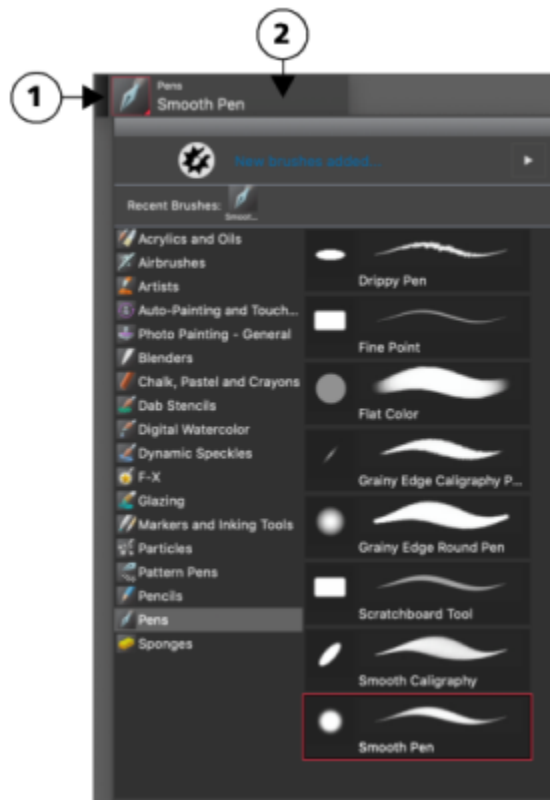 2
1
Pens
Smooth Pen
New brushes added...
Recent Brushes:
Smoot...
Acrylics and Oils
Airbrushes
Artists
Auto-Painting and Touch...
Photo Painting - General
Blenders
Chalk, Pastel and Crayons
Dab Stencils
Digital Watercolor
Dynamic Speckles
F-X
Glazing
Markers and Inking Tools
Particles
Pattern Pens
Pencils
Pens
Sponges
Drippy Pen
Fine Point
Flat Color
Grainy Edge Caligraphy P...
Grainy Edge Round Pen
Scratchboard Tool
Smooth Caligraphy
Smooth Pen